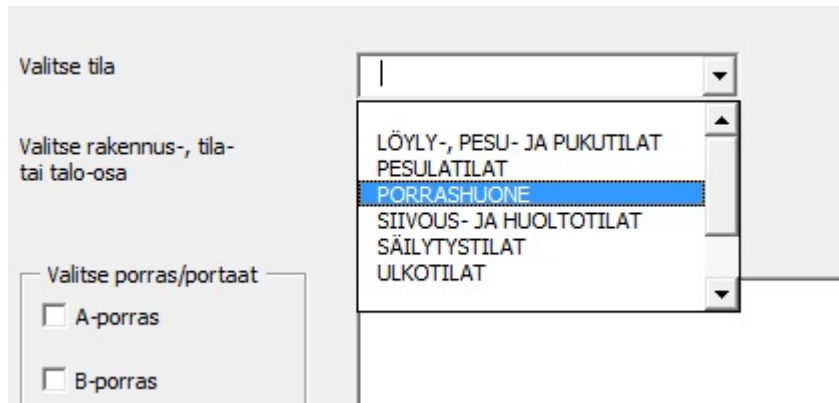 Valitse tila
Valitse rakennus-, tila-
tai talo-osa
LÖYLY-, PESU- JA PUKUTILAT
PESULATILAT
PORRASHUONE
SIIVOUS- JA HUOLTOTILAT
SÄILYTYSTILAT
ULKOTILAT
Valitse porras/portaat
A-porras
B-porras